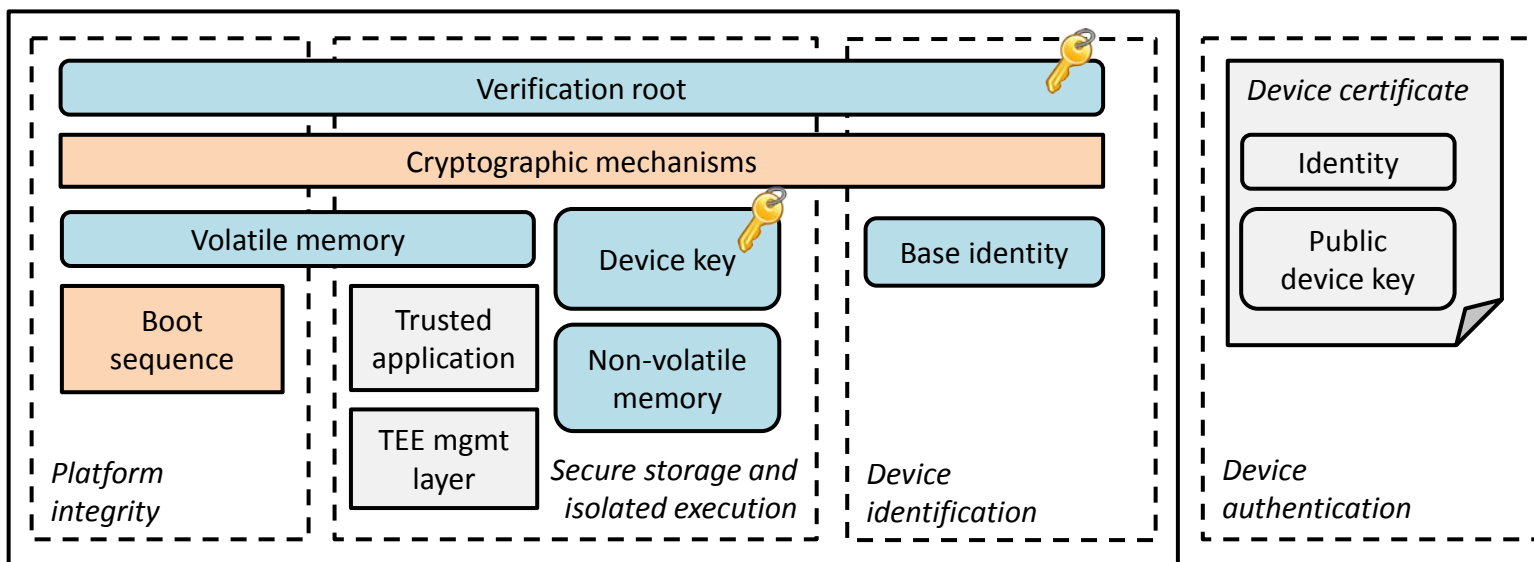 Verification root
Cryptographic mechanisms
Volatile memory
Device key
Base identity
Boot
sequence
Trusted
application
Non-volatile
memory
TEE mgmt
layer
Platform
integrity
Secure storage and
isolated execution
Device
identification
Device certificate
Identity
Public
device key
Device
authentication